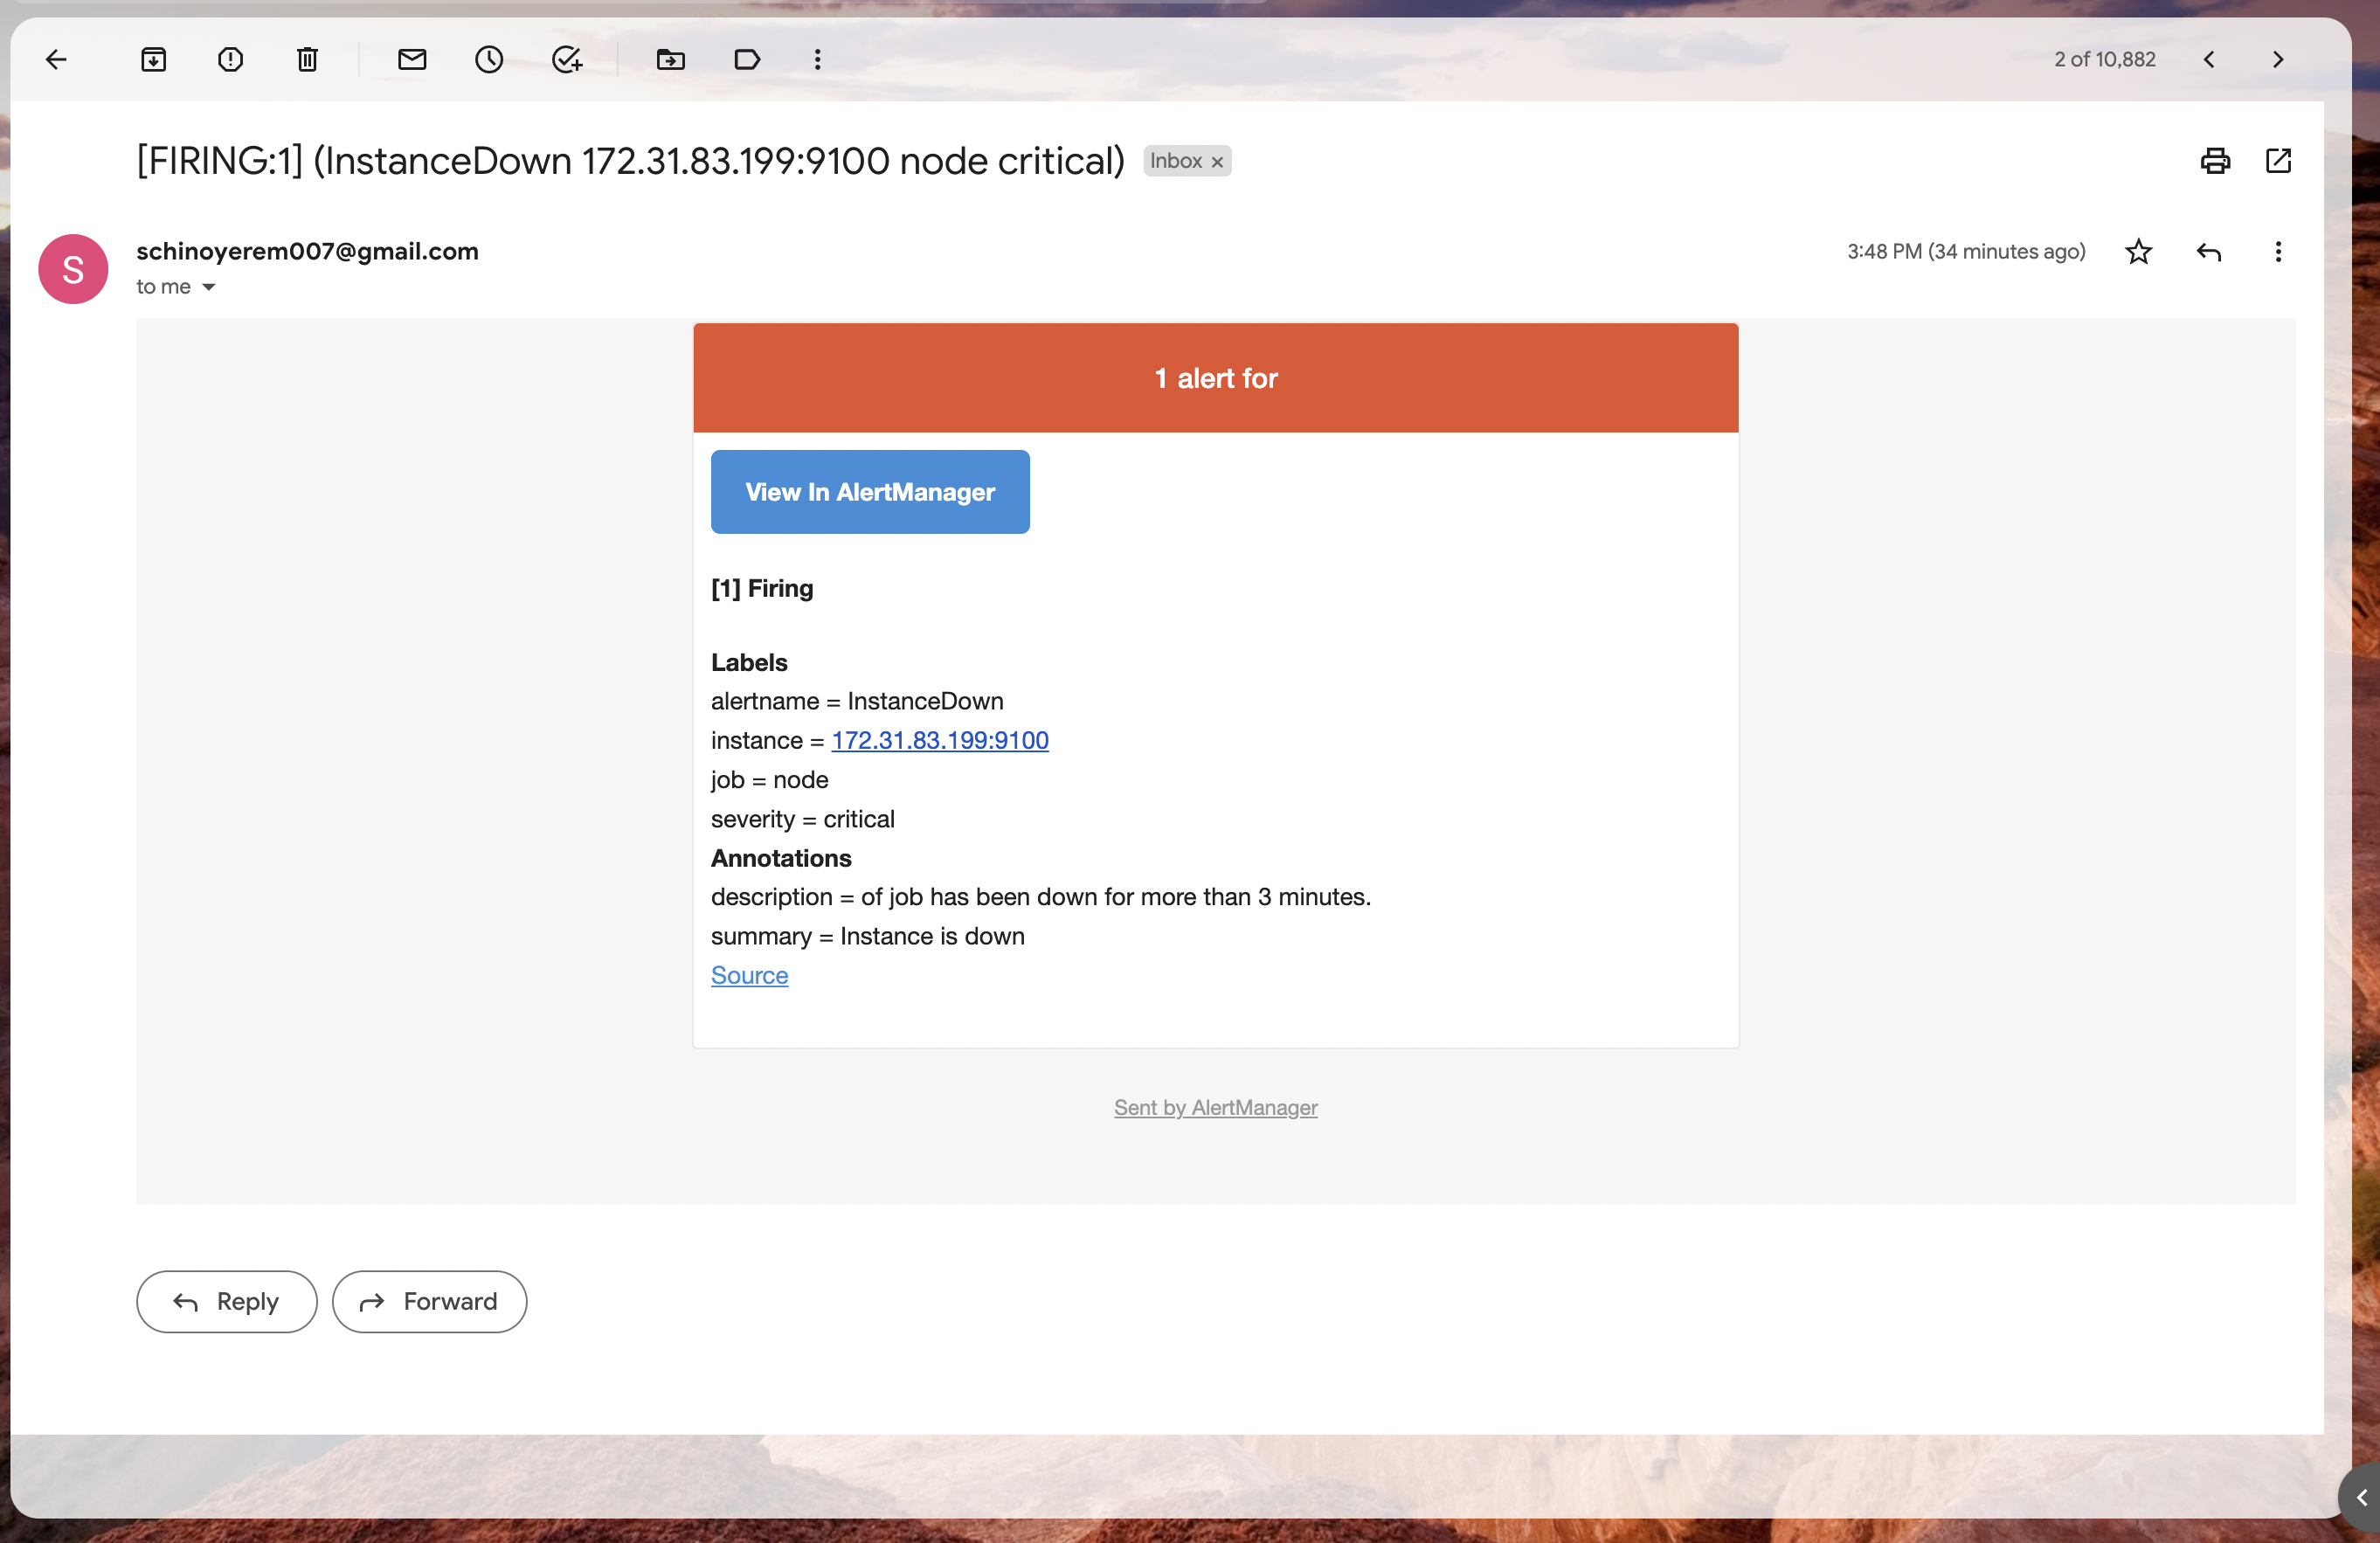 2 of 10,882
[FIRING:1] (InstanceDown 172.31.83.199:9100 node critical) Inbox ×
S
schinoyerem007@gmail.com
3:48 PM (34 minutes ago)
to me
1 alert for
View In AlertManager
[1] Firing
Labels
alertname = InstanceDown
instance = 172.31.83.199:9100
job = node
severity = critical
Annotations
description = of job has been down for more than 3 minutes.
summary = Instance is down
Source
Sent by AlertManager
Reply
Forward